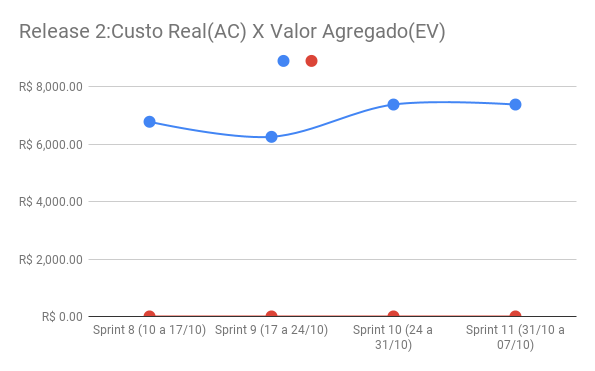 Release 2:Custo Real(AC) X Valor Agregado(EV)
R$ 8,000.00
R$ 6,000.00
R$ 4,000.00
R$ 2,000.00
R$ 0.00
Sprint 8 (10 a 17/10)
Sprint 9 (17 a 24/10)
Sprint 10 (24 a
31/10)
Sprint 11 (31/10 a
07/10)